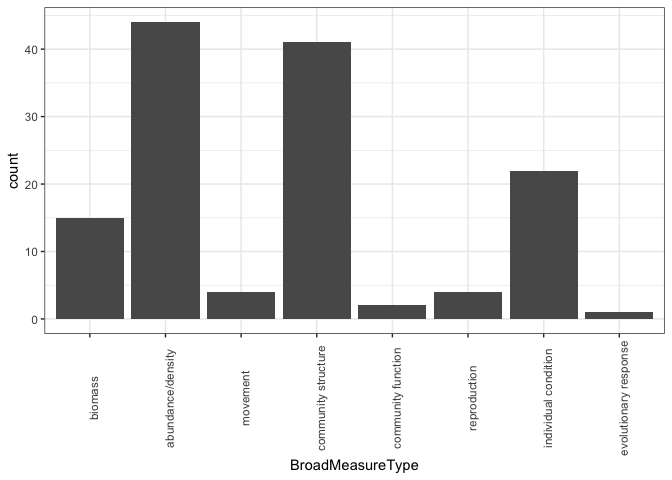 count
40
30
20
10
0
biomass
abundance/density
movement
community structure
community function
reproduction
individual condition
evolutionary response
BroadMeasureType